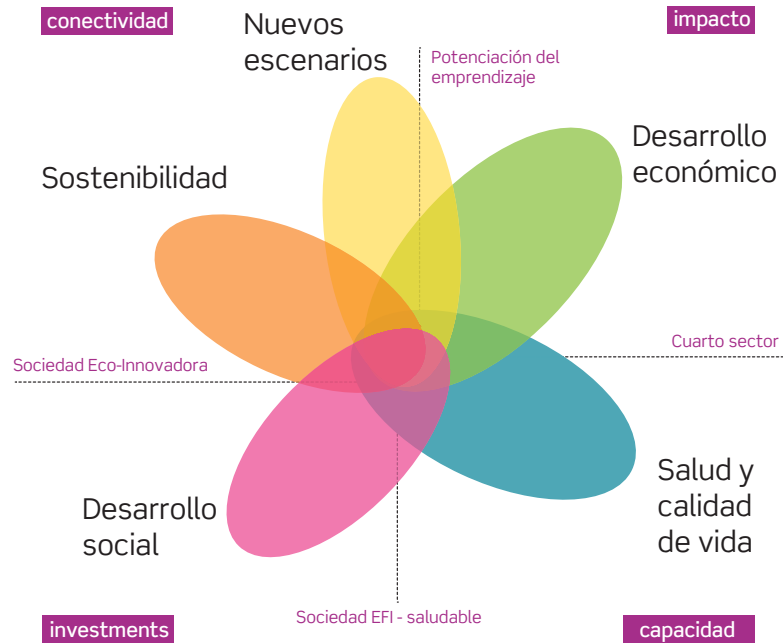 conectividad
impacto
Nuevos
escenarios
Potenciación del
emprendizaje
Desarrollo
económico
Sostenibilidad
Cuarto sector
Sociedad Eco-Innovadora
Salud y
calidad
de vida
Desarrollo
social
Sociedad EFI - saludable
investments
capacidad